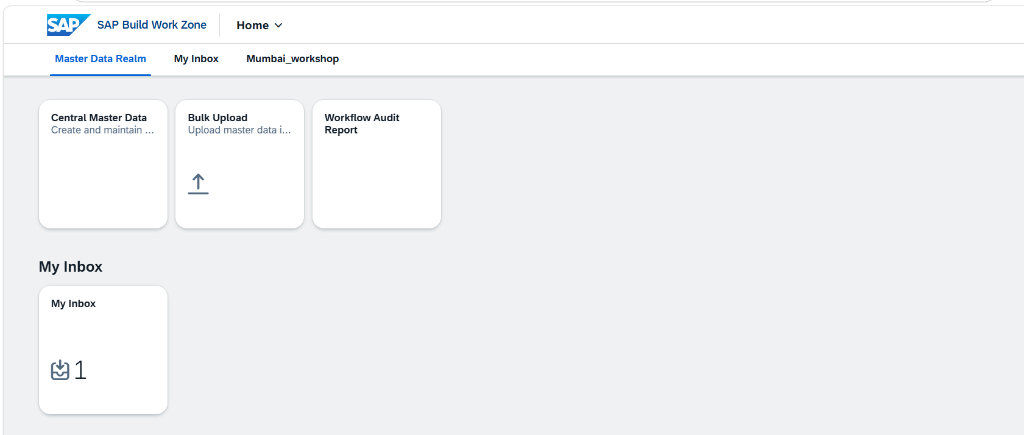 SAP SAP Build Work Zone Home
Master Data Realm My Inbox Mumbai_workshop
Central Master Data
Create and maintain ...
Bulk Upload
Upload master data i...
Workflow Audit
Report
My Inbox
My Inbox
1